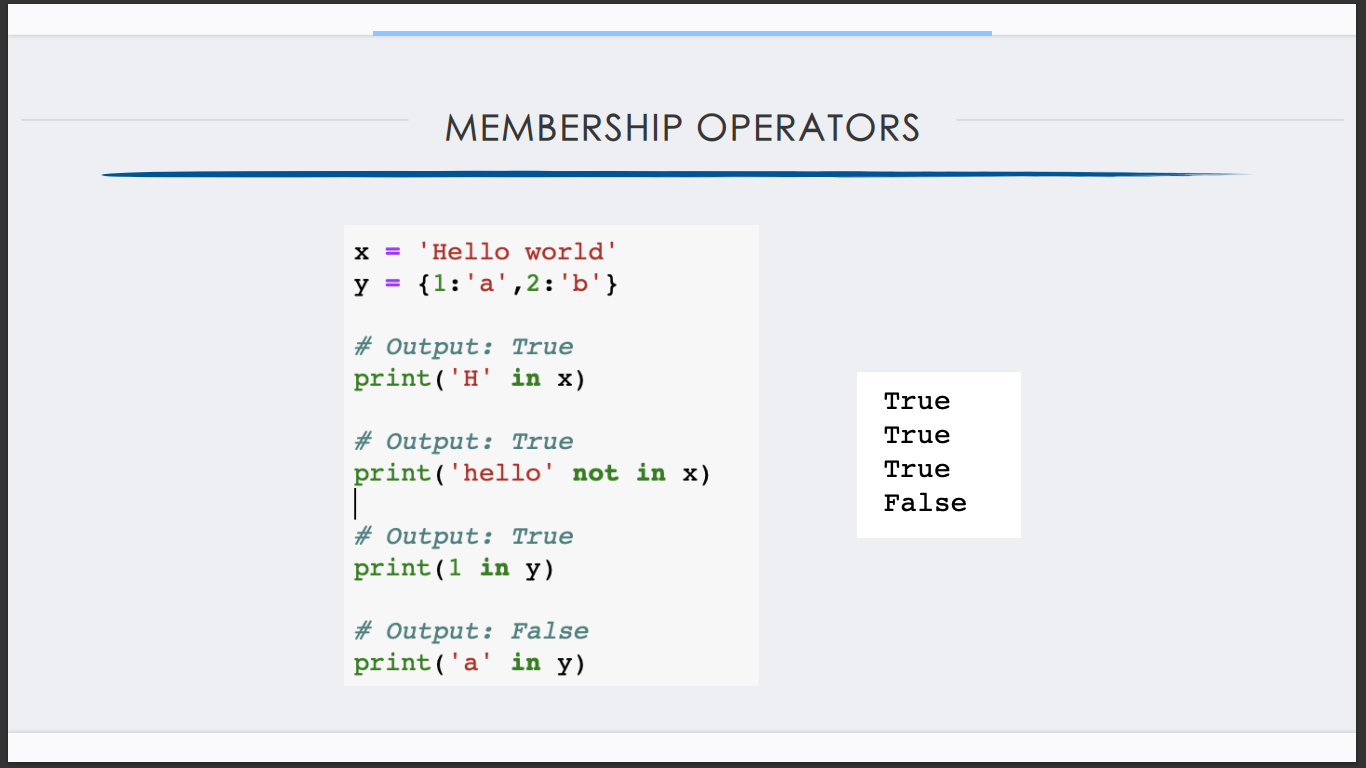 MEMBERSHIP OPERATORS
x = 'Hello world'
y = {1:'a',2:'b'}
# Output: True
print('H' in x)
# Output: True
print('hello' not in x)
# Output: True
print(1 in y)
# Output: False
print('a' in y)
True
True
True
False